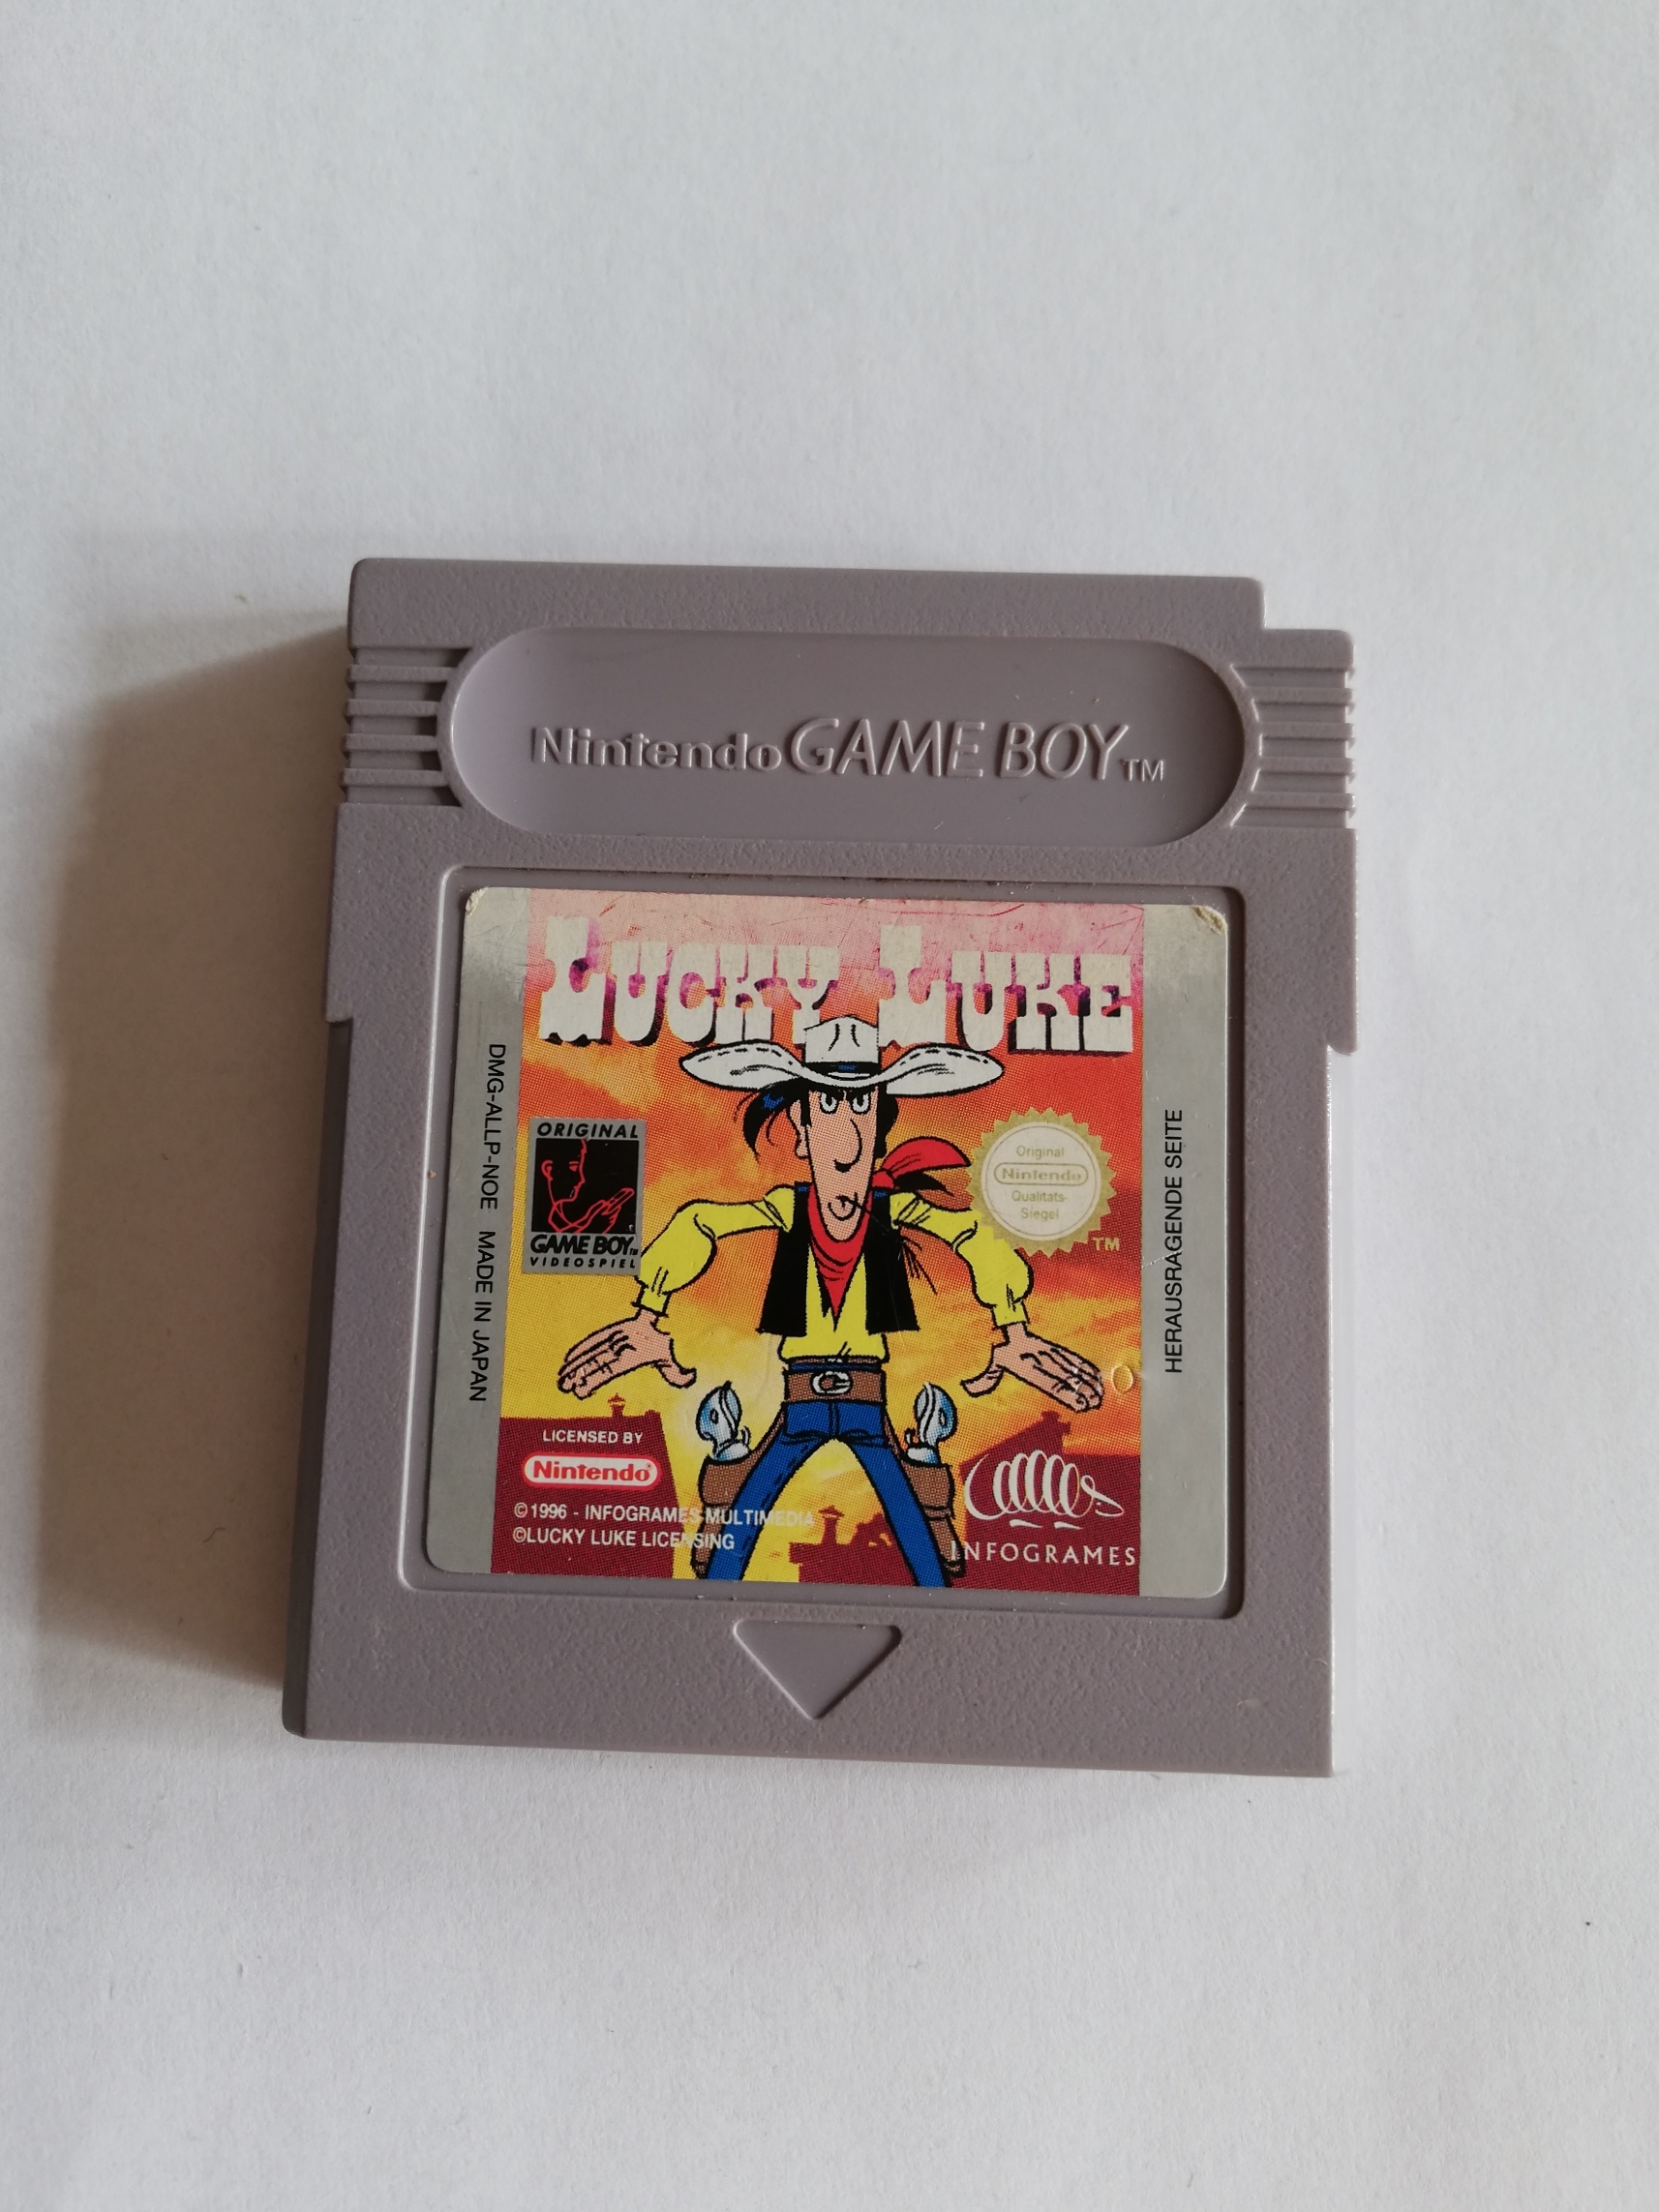 Nintendo GAME BOY TM
LUCKY LUKE
DMG-ALLP-NOE MADE IN JAPAN
ORIGINAL
GAME BOY TM
VIDEOSPIEL
Original
Nintendo
Qualitäts-
Siegel
TM
HERAUSRAGENDE SEITE
LICENSED BY
Nintendo
©1996 - INFOGRAMES MULTIMEDIA
©LUCKY LUKE LICENSING
INFOGRAMES